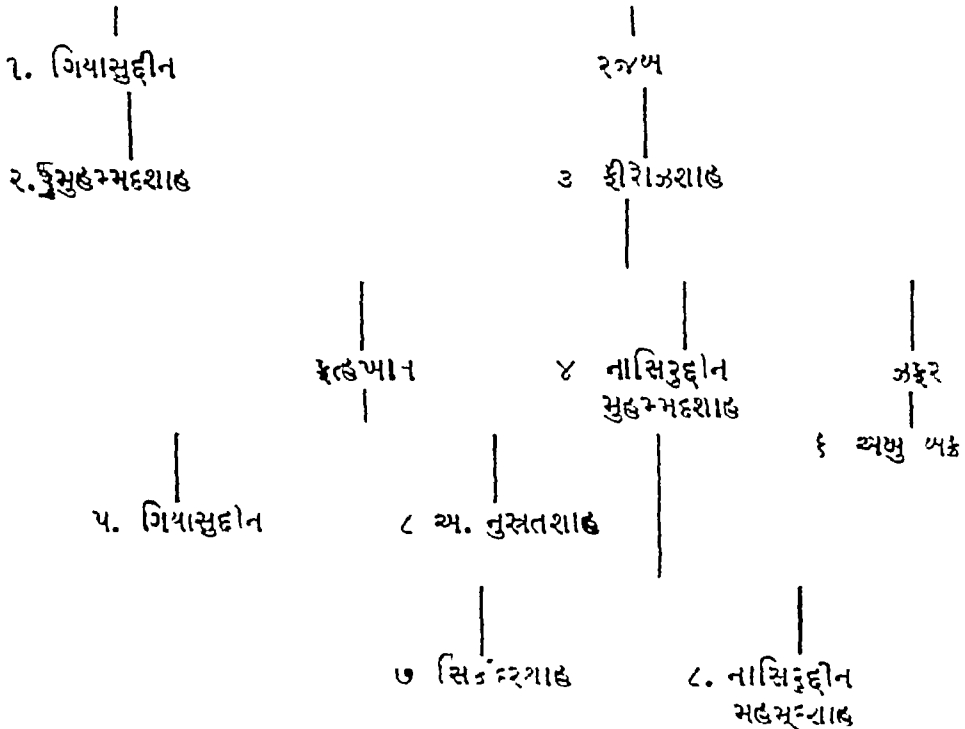 ૧. ગિયાસુદ્દીન
રજબ
૨. મુહમ્મદશાહ
૩ ફીરોઝશાહ
ફત્હખાન
૪ નાસિરુદ્દીન
મુહમ્મદશાહ
ઝફર
૬ અબુ બક્ર
૫. ગિયાસુદ્દીન
૮ અ. નુસ્રતશાહ
૭ સિકંદરશાહ
૮. નાસિરુદ્દીન
મહમૂદશાહ